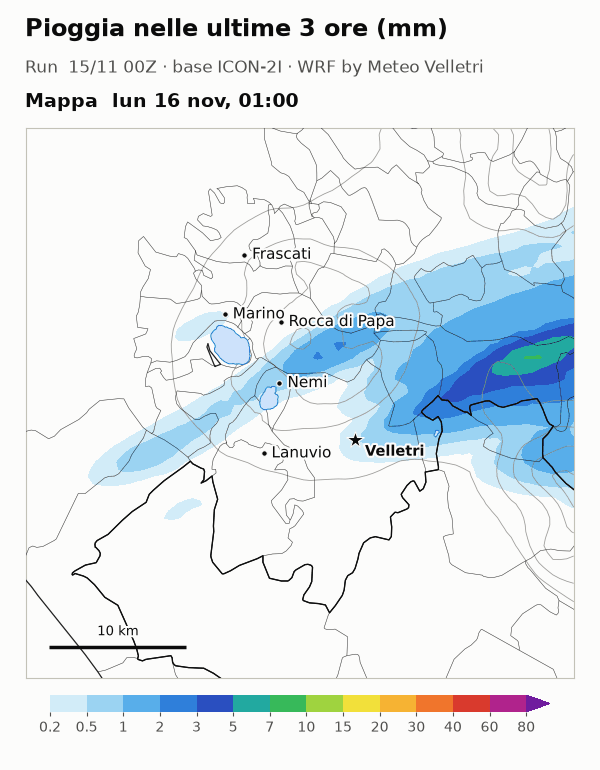 Pioggia nelle ultime 3 ore (mm)
Run  15/11 00Z · base ICON-2I · WRF by Meteo Velletri
Mappa  lun 16 nov, 01:00
Frascati
Marino
Rocca di Papa
Nemi
Velletri
Lanuvio
10 km
0.2 0.5 1 2 3 5 7 10 15 20 30 40 60 80